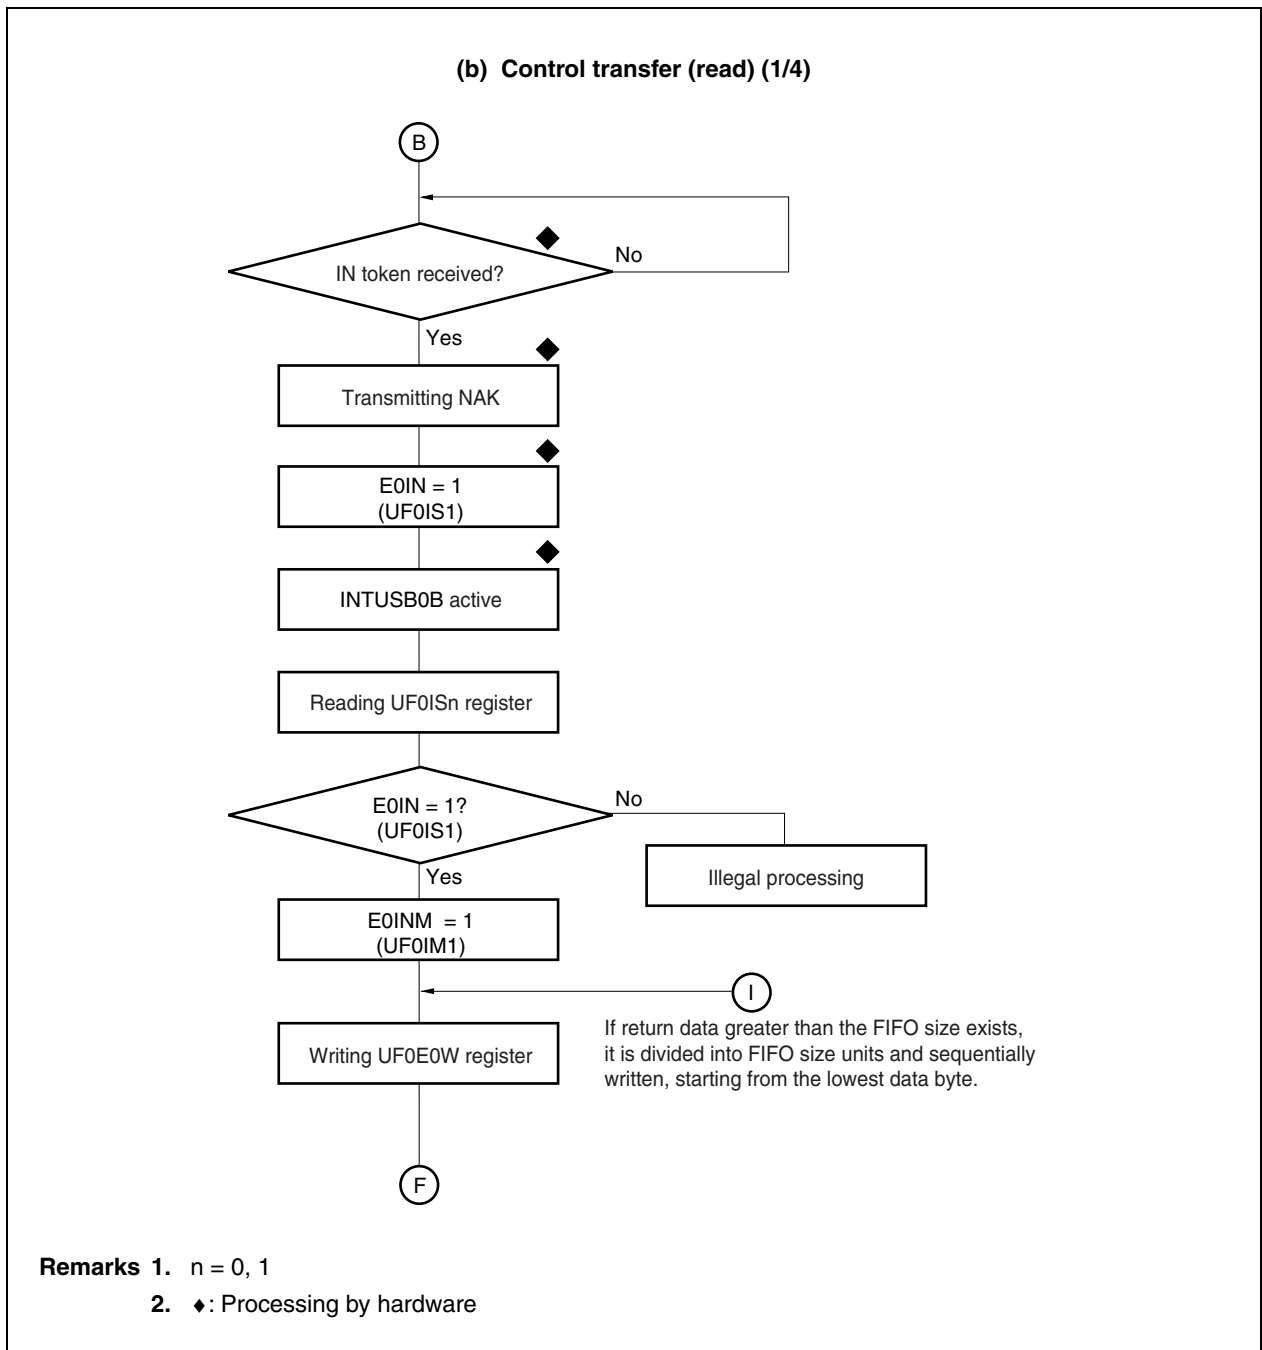 (b) Control transfer (read) (1/4)
B
IN token received?
No
Yes
Transmitting NAK
E0IN = 1
(UF0IS1)
INTUSB0B active
Reading UF0ISn register
E0IN = 1?
(UF0IS1)
No
Illegal processing
Yes
E0INM = 1
(UF0IM1)
I
If return data greater than the FIFO size exists,
it is divided into FIFO size units and sequentially
written, starting from the lowest data byte.
Writing UF0E0W register
F
Remarks 1. n = 0, 1
2. ♦: Processing by hardware